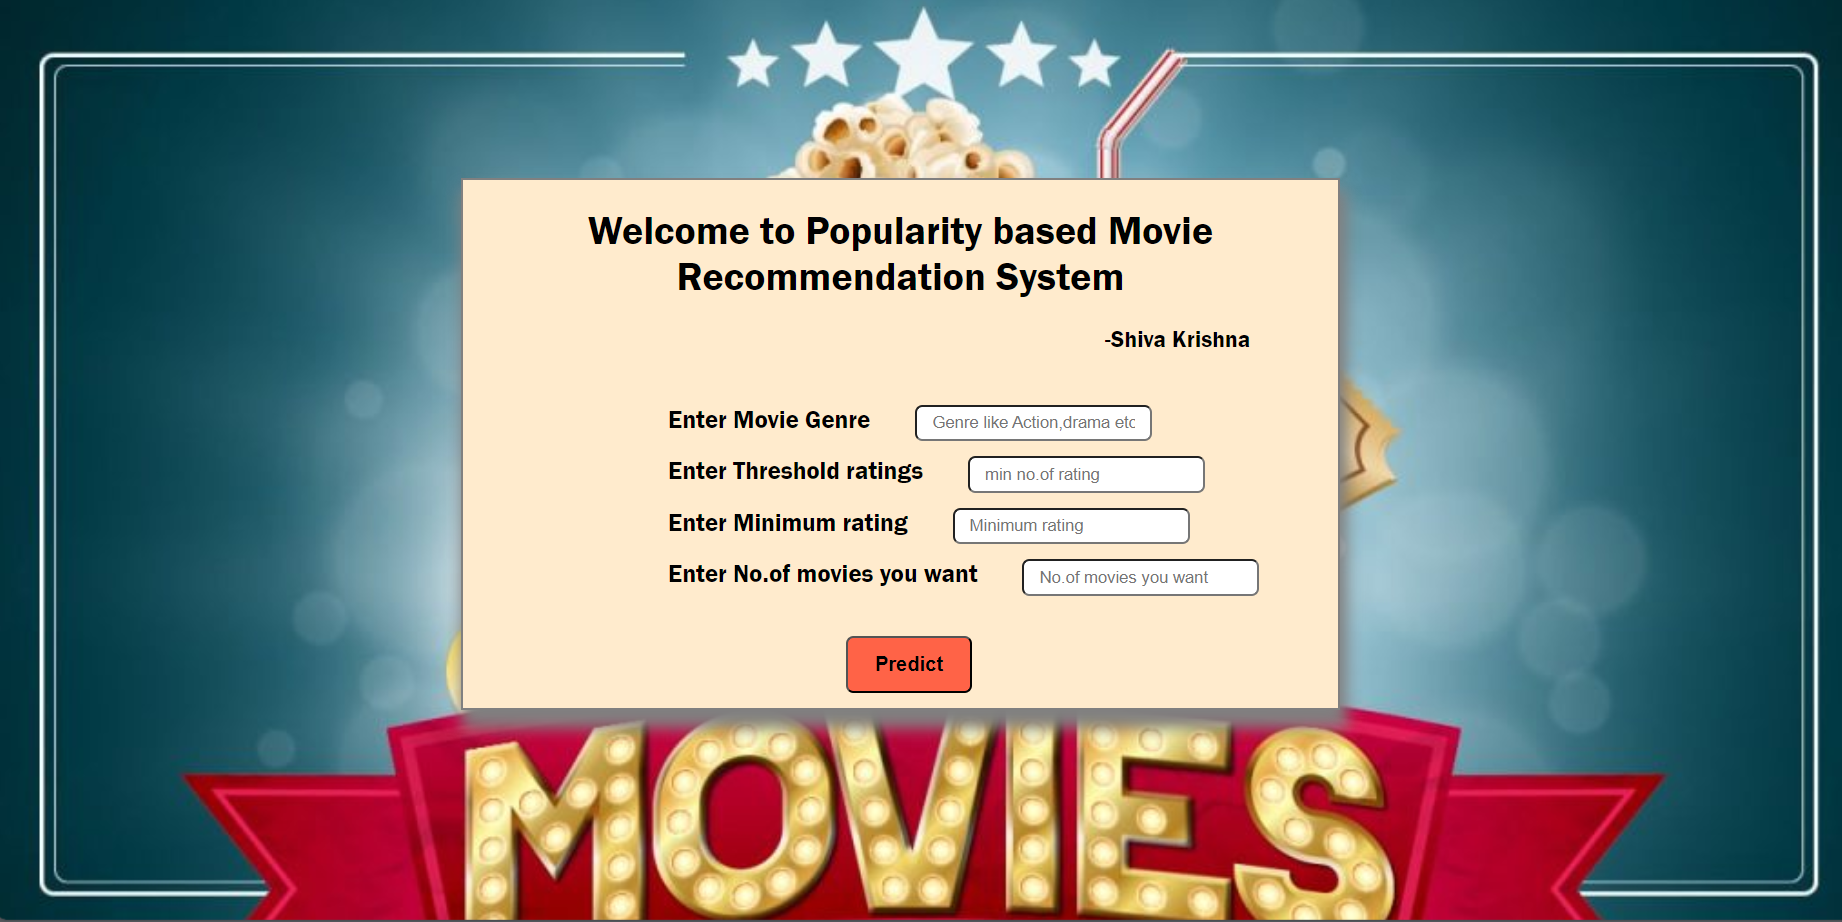 Welcome to Popularity based Movie
Recommendation System
-Shiva Krishna
Enter Movie Genre
Genre like Action,drama etc
Enter Threshold ratings
min no.of rating
Enter Minimum rating
Minimum rating
Enter No.of movies you want
No.of movies you want
Predict
MOVIES